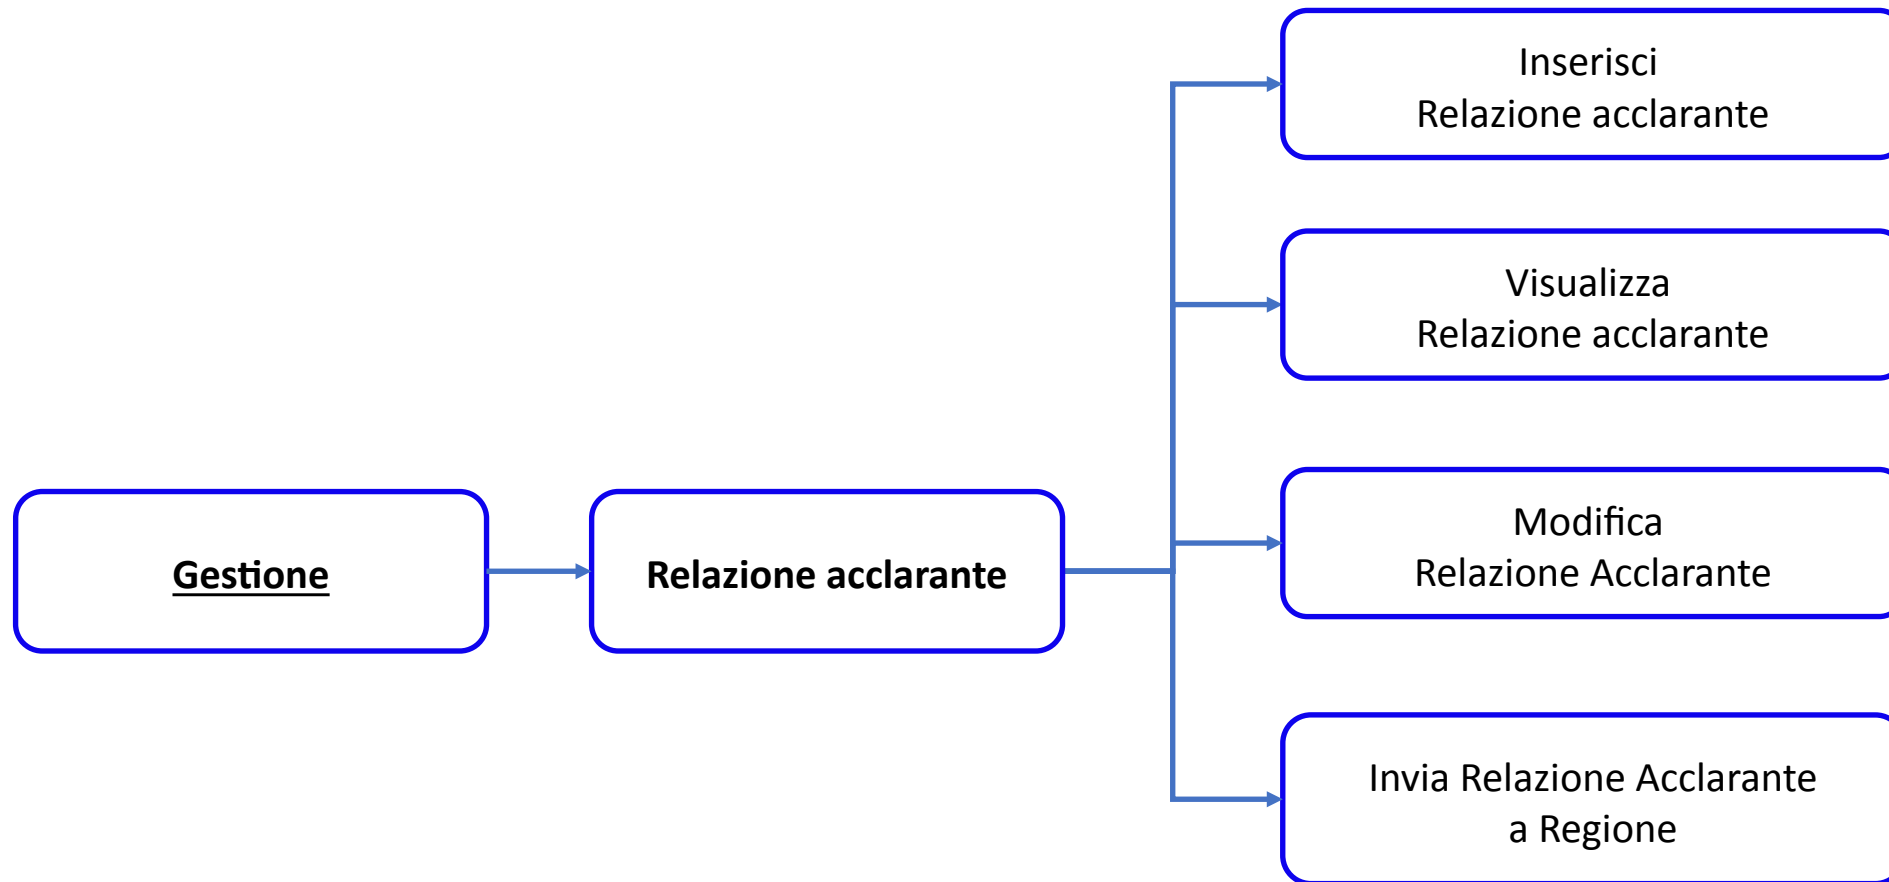 Inserisci
Relazione acclarante
Visualizza
Relazione acclarante
Modifica
Relazione Acclarante
Gestione
Relazione acclarante
Invia Relazione Acclarante
a Regione